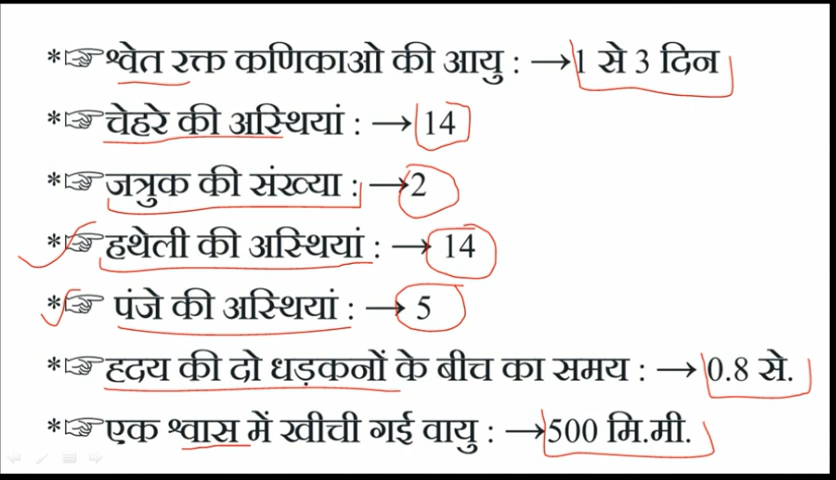 *☞श्वेत रक्त कणिकाओ की आयु : →1 से 3 दिन
*☞चेहरे की अस्थियां : → 14
*☞जत्रुक की संख्या : →2
*☞हथेली की अस्थियां : → 14
*☞ पंजे की अस्थियां : → 5
*☞हृदय की दो धड़कनों के बीच का समय : → 0.8 से.
*☞एक श्वास में खीची गई वायु : →500 मि.मी.